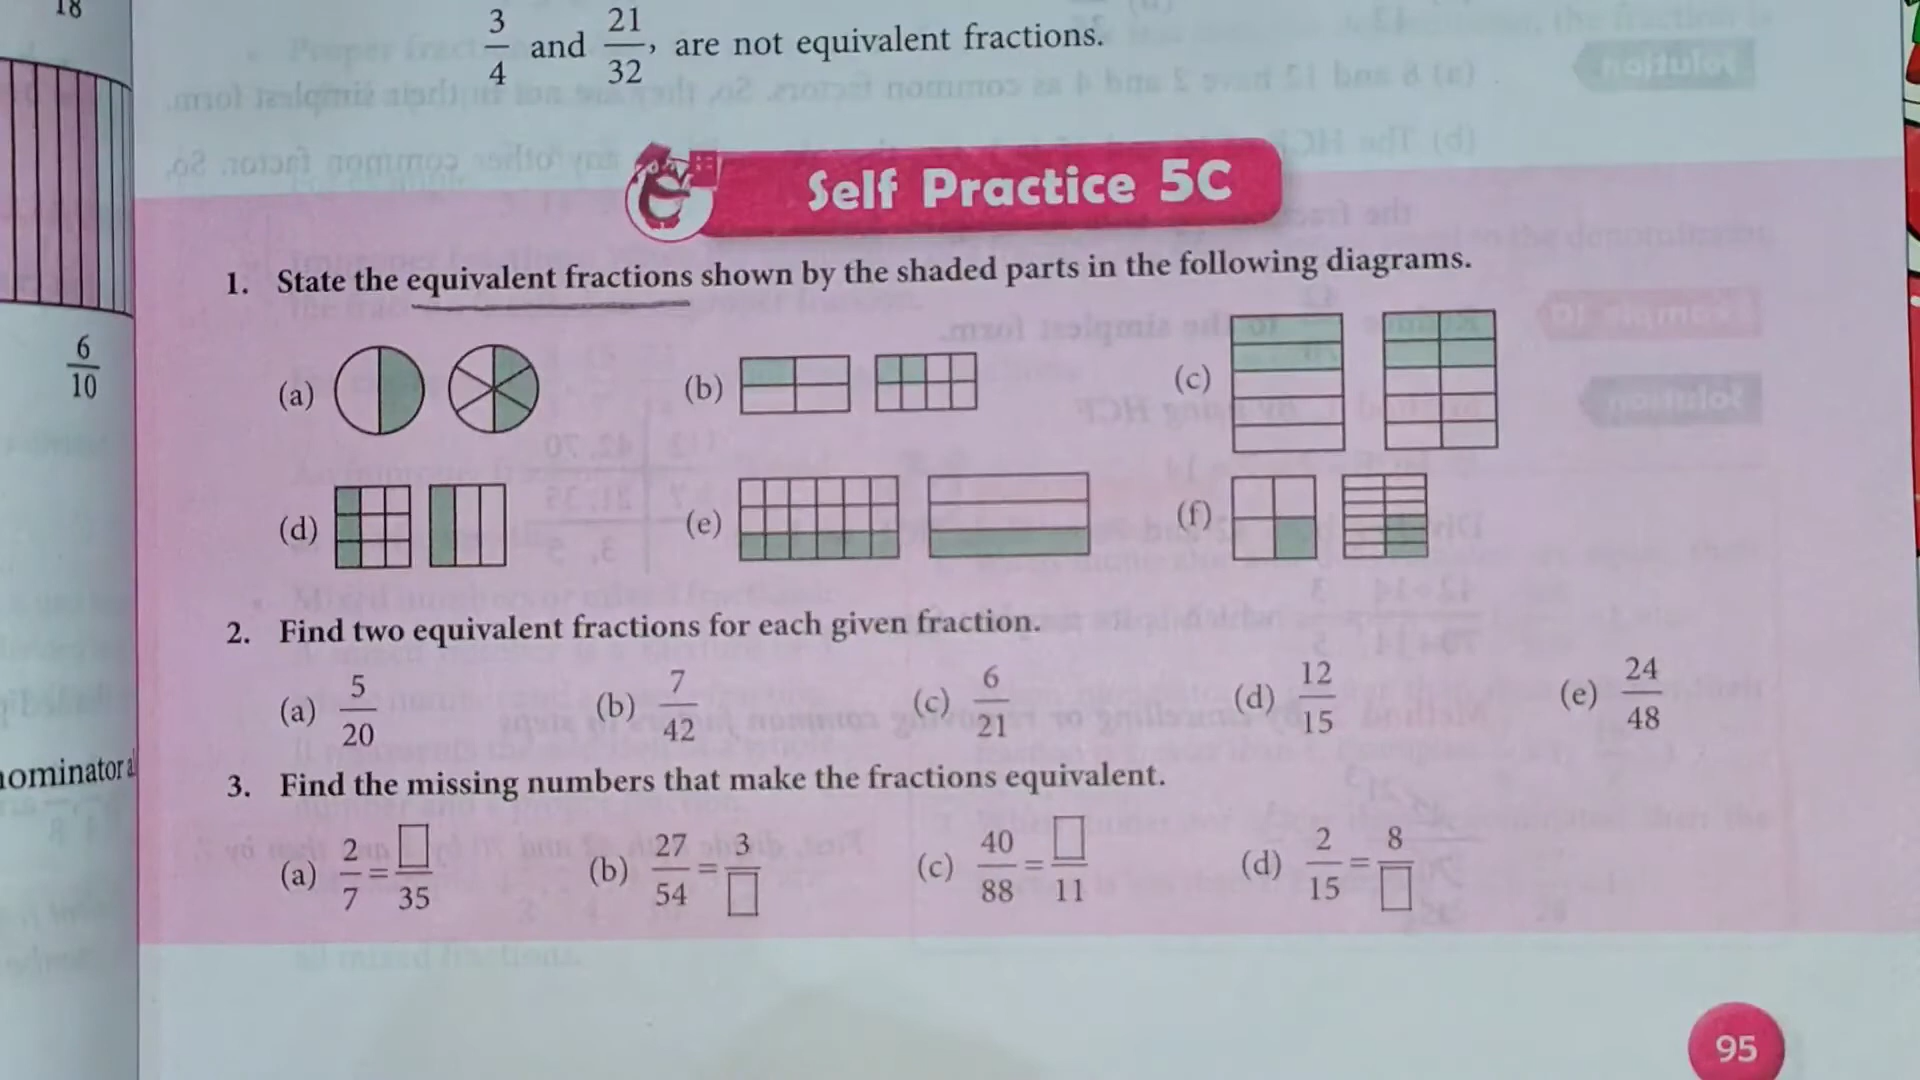 18
3/4 and 21/32, are not equivalent fractions.
Self Practice 5C
1. State the equivalent fractions shown by the shaded parts in the following diagrams.
6/10
(a) (b) (c)
(d) (e) (f)
2. Find two equivalent fractions for each given fraction.
(a) 5/20 (b) 7/42 (c) 6/21 (d) 12/15 (e) 24/48
3. Find the missing numbers that make the fractions equivalent.
(a) 2/7 = □/35 (b) 27/54 = 3/□ (c) 40/88 = □/11 (d) 2/15 = 8/□
95